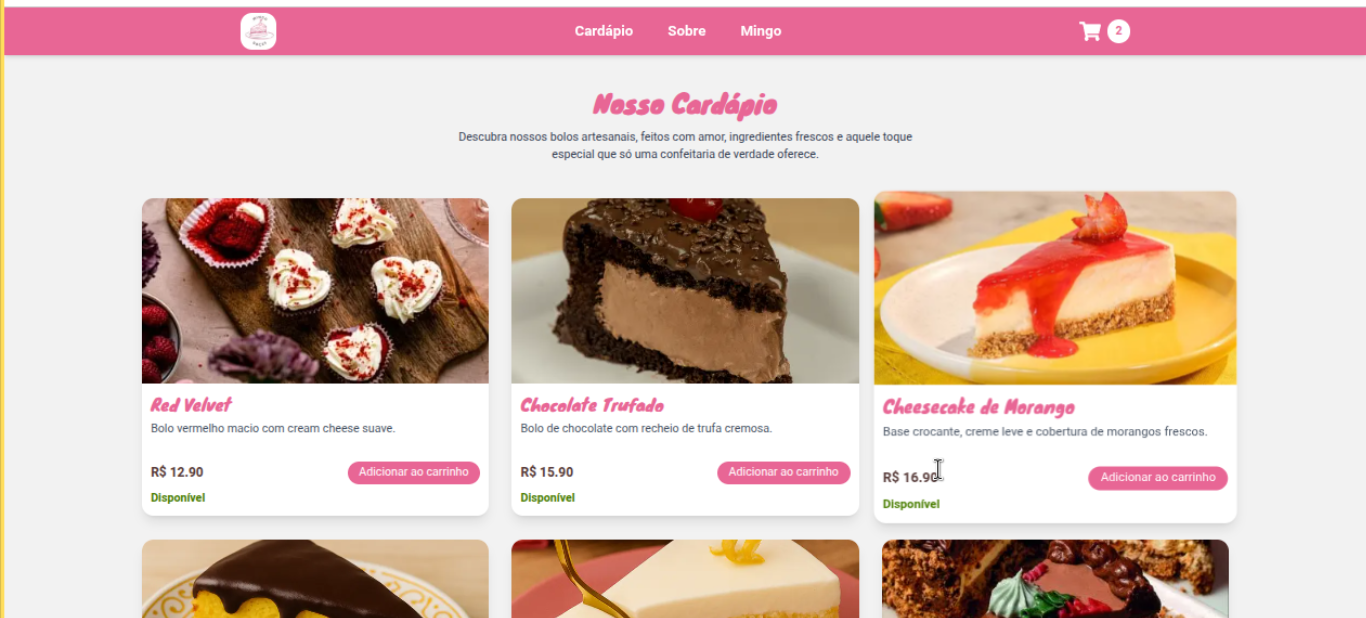 Cardápio Sobre Mingo 2
Nosso Cardápio
Descubra nossos bolos artesanais, feitos com amor, ingredientes frescos e aquele toque
especial que só uma confeitaria de verdade oferece.
Red Velvet
Bolo vermelho macio com cream cheese suave.
R$ 12.90 Adicionar ao carrinho
Disponível
Chocolate Trufado
Bolo de chocolate com recheio de trufa cremosa.
R$ 15.90 Adicionar ao carrinho
Disponível
Cheesecake de Morango
Base crocante, creme leve e cobertura de morangos frescos.
R$ 16.90 Adicionar ao carrinho
Disponível